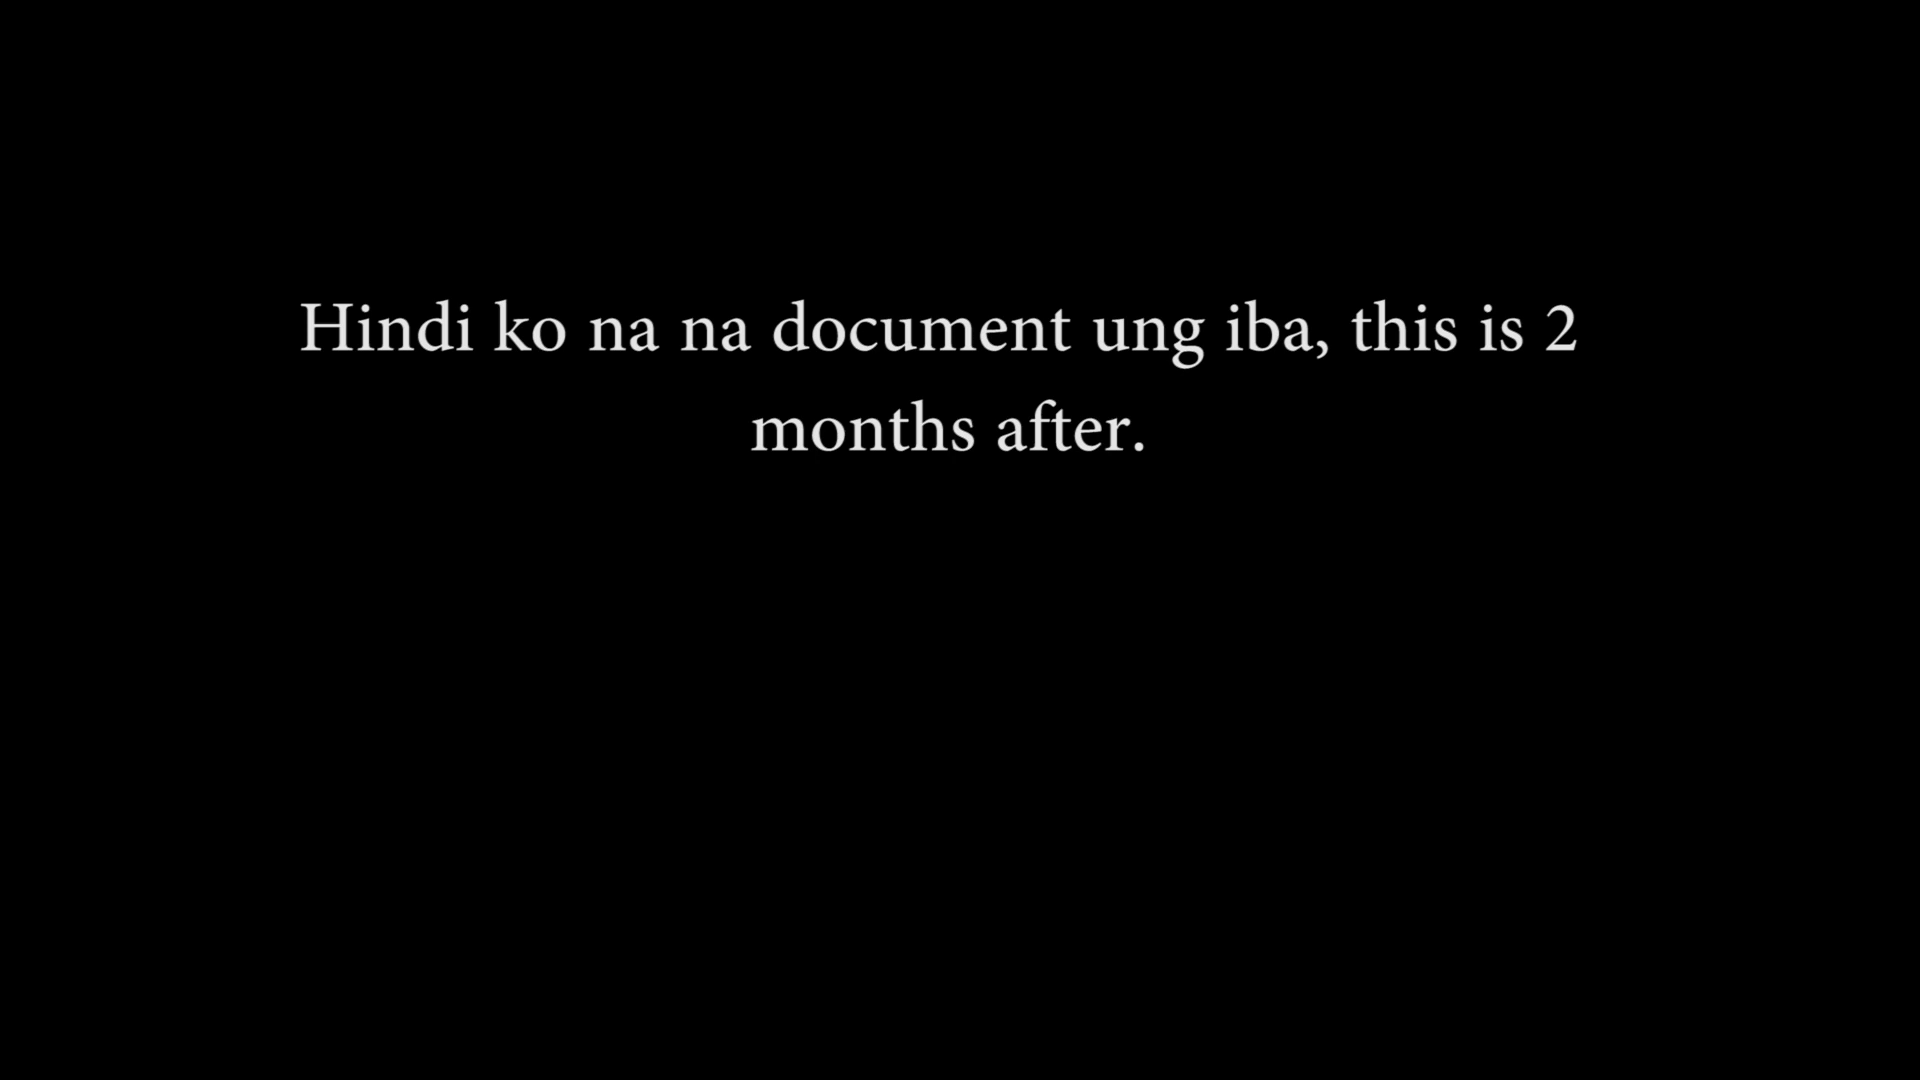 Hindi ko na na document ung iba, this is 2
months after.